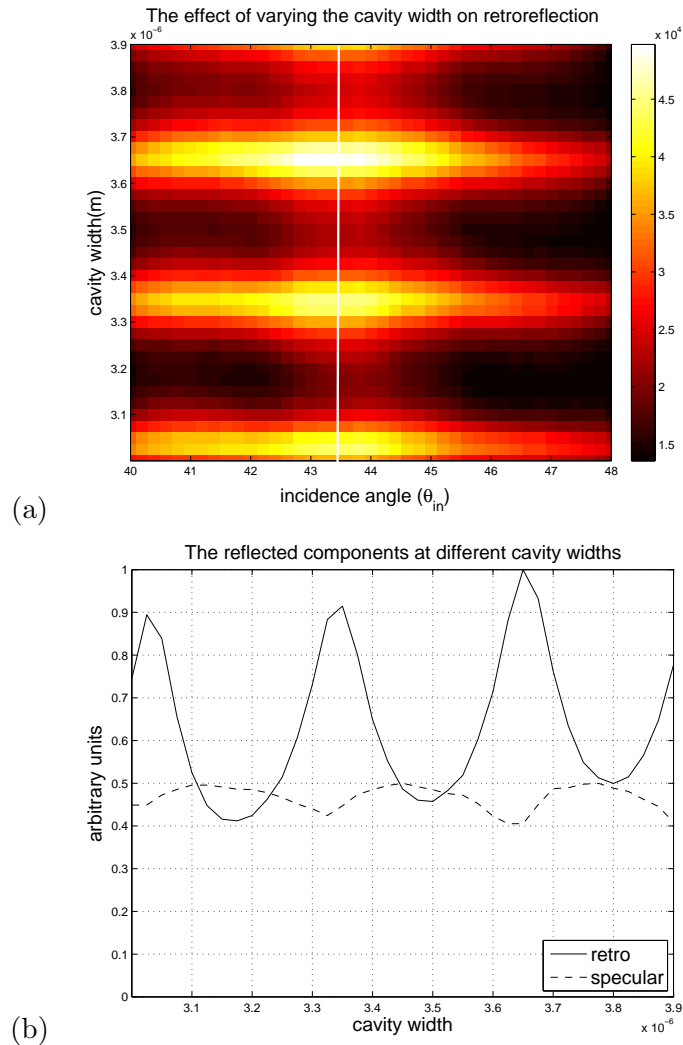 The effect of varying the cavity width on retroreflection
x 10⁻⁶
x 10⁴
3.9
3.8
3.7
3.6
3.5
3.4
3.3
3.2
3.1
cavity width(m)
40 41 42 43 44 45 46 47 48
incidence angle (θin)
4.5
4
3.5
3
2.5
2
1.5
(a)
The reflected components at different cavity widths
1
0.9
0.8
0.7
0.6
0.5
0.4
0.3
0.2
0.1
0
arbitrary units
retro
specular
3.1 3.2 3.3 3.4 3.5 3.6 3.7 3.8 3.9
x 10⁻⁶
cavity width
(b)